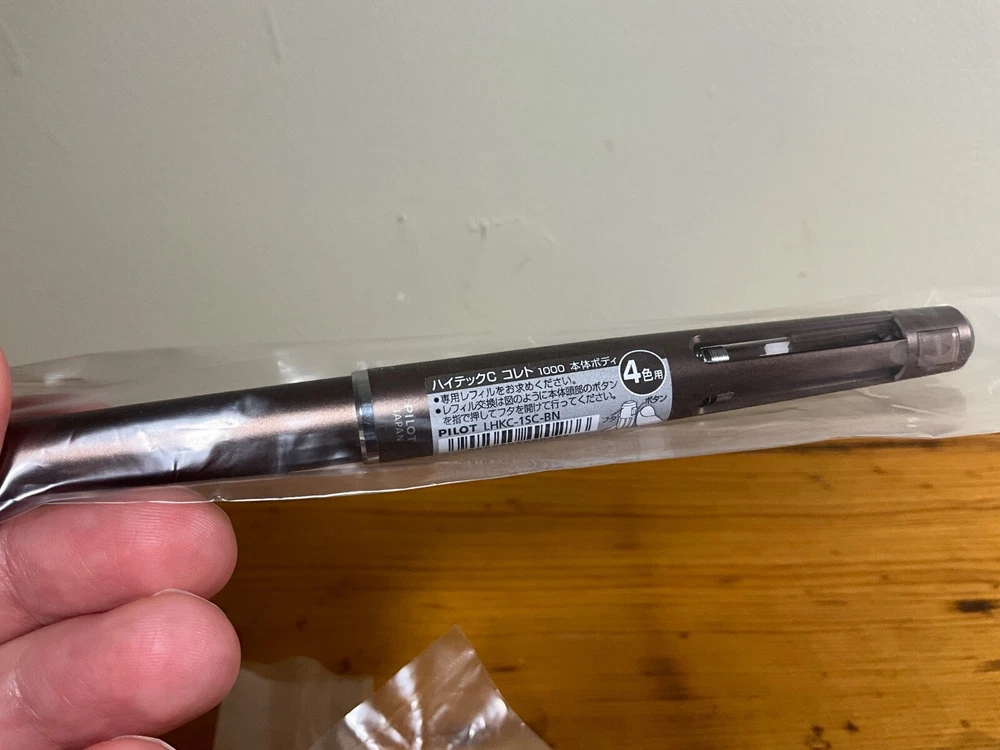 ハイテックC コレト 1000 本体ボディ
4色用
●専用レフィルをお求めください。
●レフィル交換は図のように本体頭部のボタン
を指で押してフタを開けて行ってください。
ボタン
フタ
PILOT LHKC-1SC-BN
PILOT
JAPAN